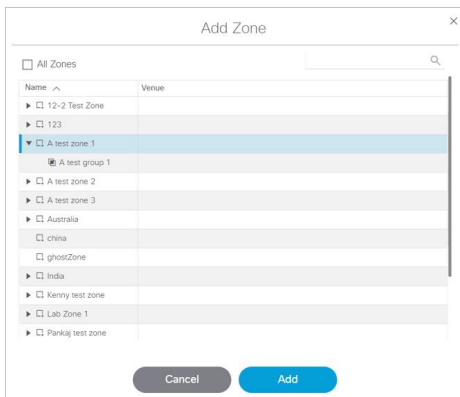 Add Zone
All Zones
Name Venue
12-2 Test Zone
123
A test zone 1
A test group 1
A test zone 2
A test zone 3
Australia
china
ghostZone
India
Kenny test zone
Lab Zone 1
Pankaj test zone
Cancel Add